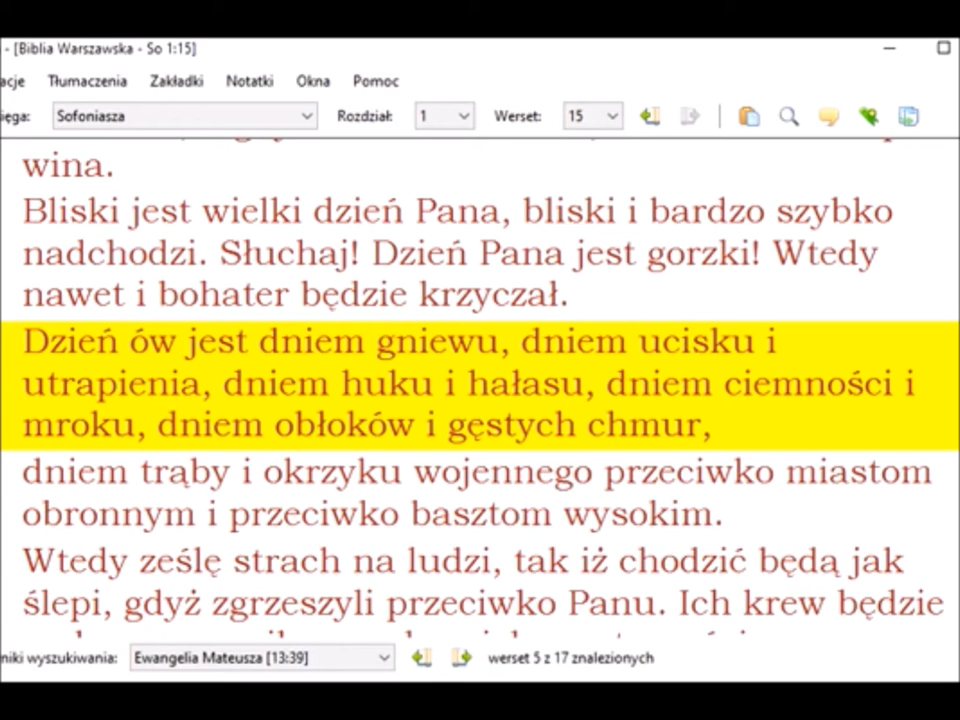 - [Biblia Warszawska - So 1:15]
acje Tłumaczenia Zakładki Notatki Okna Pomoc
ięga: Sofoniasza Rozdział: 1 Werset: 15
wina.
Bliski jest wielki dzień Pana, bliski i bardzo szybko
nadchodzi. Słuchaj! Dzień Pana jest gorzki! Wtedy
nawet i bohater będzie krzyczał.
Dzień ów jest dniem gniewu, dniem ucisku i
utrapienia, dniem huku i hałasu, dniem ciemności i
mroku, dniem obłoków i gęstych chmur,
dniem trąby i okrzyku wojennego przeciwko miastom
obronnym i przeciwko basztom wysokim.
Wtedy ześlę strach na ludzi, tak iż chodzić będą jak
ślepi, gdyż zgrzeszyli przeciwko Panu. Ich krew będzie
niki wyszukiwania: Ewangelia Mateusza [13:39] werset 5 z 17 znalezionych